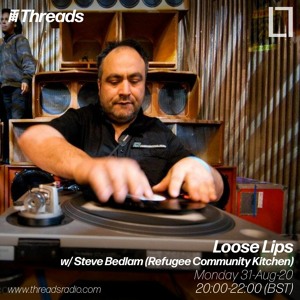 Threads
Loose Lips
w/ Steve Bedlam (Refugee Community Kitchen)
Monday 31-Aug-20
20:00-22:00 (BST)
www.threadsradio.com